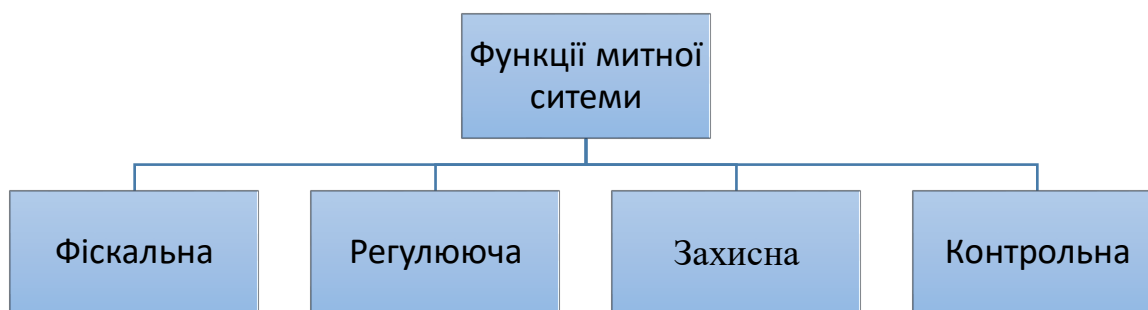 Функції митної
ситеми
Фіскальна
Регулююча
Захисна
Контрольна